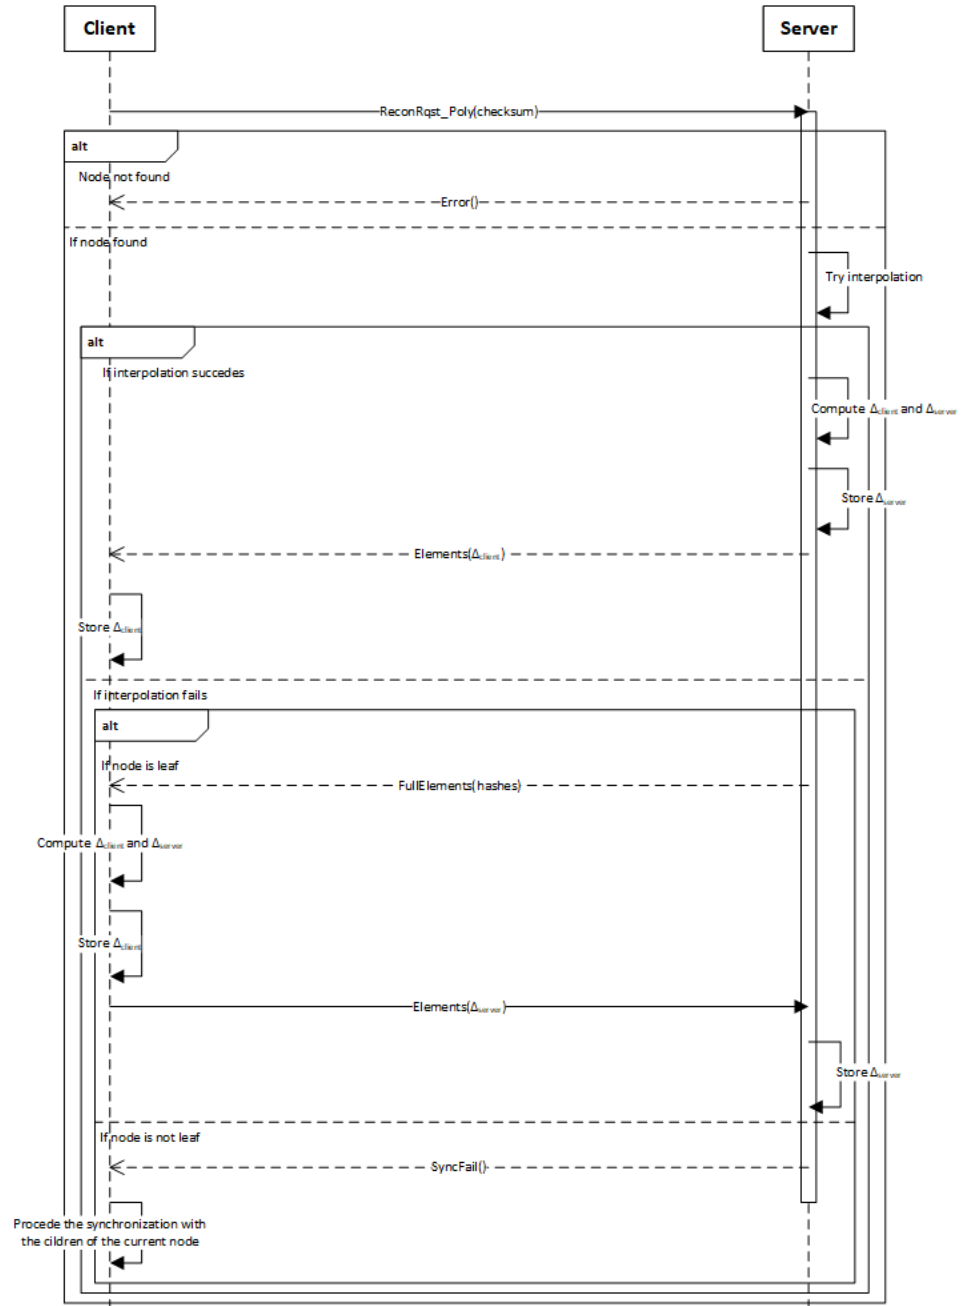 Client
Server
ReconRqst_Poly(checksum)
alt
Node not found
Error()
If node found
Try interpolation
alt
If interpolation succedes
Compute Δclient and Δserver
Store Δserver
Elements(Δclient)
Store Δclient
If interpolation fails
alt
If node is leaf
FullElements(hashes)
Compute Δclient and Δserver
Store Δclient
Elements(Δserver)
Store Δserver
If node is not leaf
SyncFail()
Procede the synchronization with
the cildren of the current node